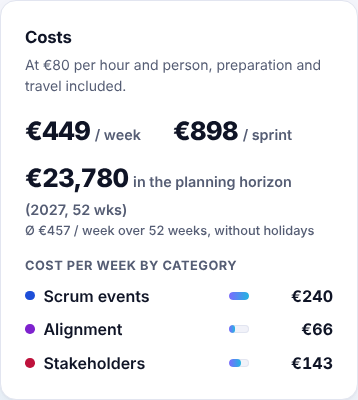 Costs
At €80 per hour and person, preparation and
travel included.
€449 / week €898 / sprint
€23,780 in the planning horizon
(2027, 52 wks)
Ø €457 / week over 52 weeks, without holidays
COST PER WEEK BY CATEGORY
Scrum events €240
Alignment €66
Stakeholders €143